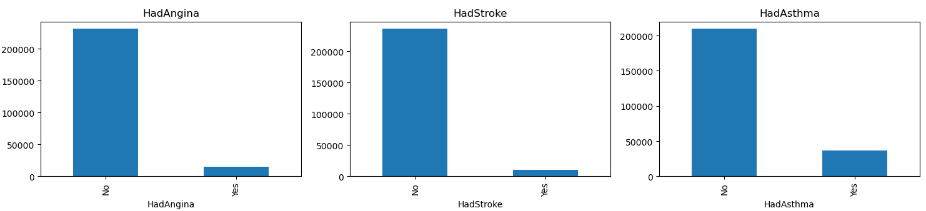 HadAngina
200000
150000
100000
50000
0
No
Yes
HadAngina
HadStroke
200000
150000
100000
50000
0
No
Yes
HadStroke
HadAsthma
200000
150000
100000
50000
0
No
Yes
HadAsthma